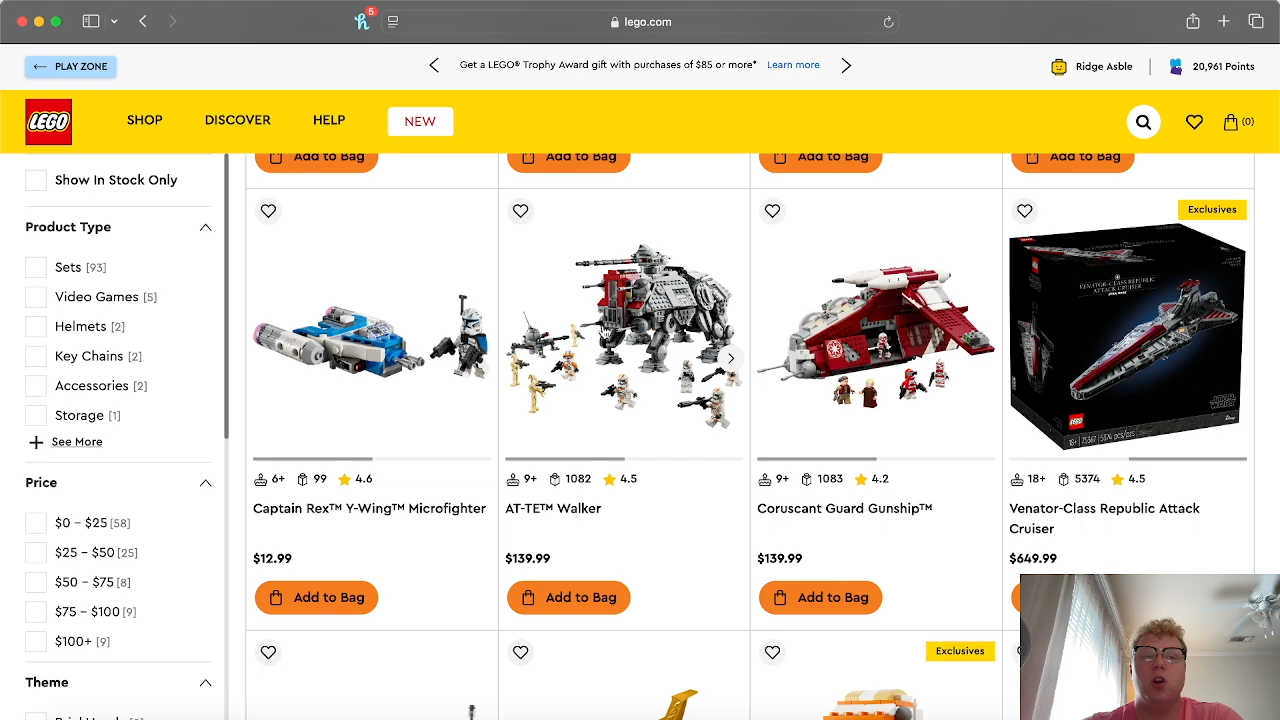 lego.com
5
PLAY ZONE
Get a LEGO® Trophy Award gift with purchases of $85 or more* Learn more
Ridge Asble
20,961 Points
LEGO
SHOP
DISCOVER
HELP
NEW
(0)
Add to Bag
Add to Bag
Add to Bag
Add to Bag
Show In Stock Only
Product Type
Sets [93]
Video Games [5]
Helmets [2]
Key Chains [2]
Accessories [2]
Storage [1]
See More
Price
$0 – $25 [58]
$25 – $50 [25]
$50 – $75 [8]
$75 – $100 [9]
$100+ [9]
Theme
6+ 99 4.6
Captain Rex™ Y-Wing™ Microfighter
$12.99
Add to Bag
9+ 1082 4.5
AT-TE™ Walker
$139.99
Add to Bag
9+ 1083 4.2
Coruscant Guard Gunship™
$139.99
Add to Bag
Exclusives
VENATOR-CLASS REPUBLIC
ATTACK CRUISER
18+ 5374 4.5
Venator-Class Republic Attack
Cruiser
$649.99
Exclusives